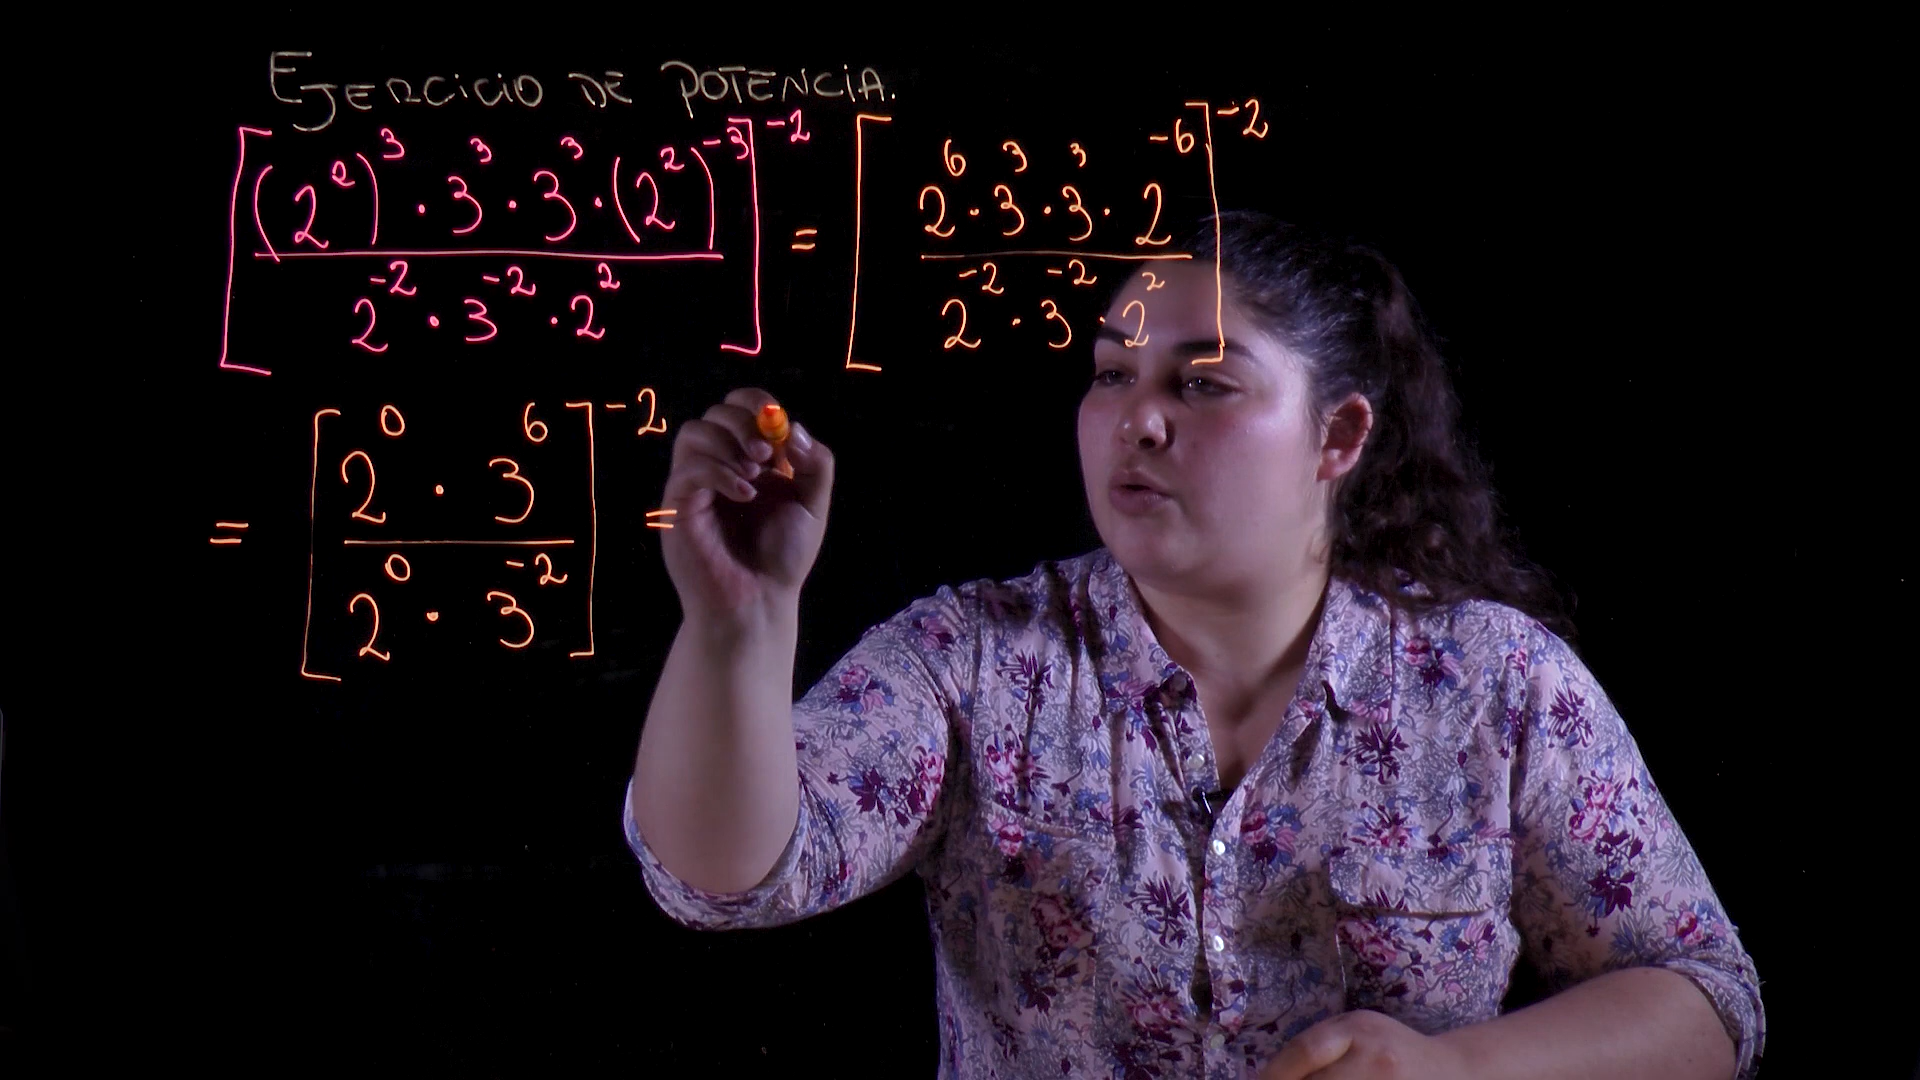 EJERCICIO DE POTENCIA.
[((2²)³ · 3³ · 3³ · (2²)⁻³) / (2⁻² · 3⁻² · 2²)]⁻² = [(2⁶ · 3³ · 3³ · 2⁻⁶) / (2⁻² · 3⁻² · 2²)]⁻²
= [(2⁰ · 3⁶) / (2⁰ · 3⁻²)]⁻² =